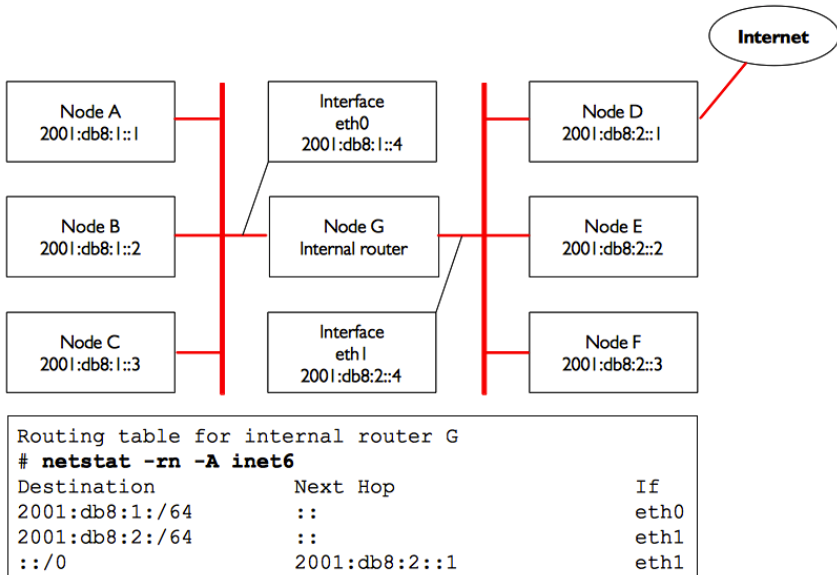 Internet
Node A
2001:db8:1::1
Interface
eth0
2001:db8:1::4
Node D
2001:db8:2::1
Node B
2001:db8:1::2
Node G
Internal router
Node E
2001:db8:2::2
Node C
2001:db8:1::3
Interface
eth1
2001:db8:2::4
Node F
2001:db8:2::3
Routing table for internal router G
# netstat -rn -A inet6
Destination Next Hop If
2001:db8:1:/64 :: eth0
2001:db8:2:/64 :: eth1
::/0 2001:db8:2::1 eth1